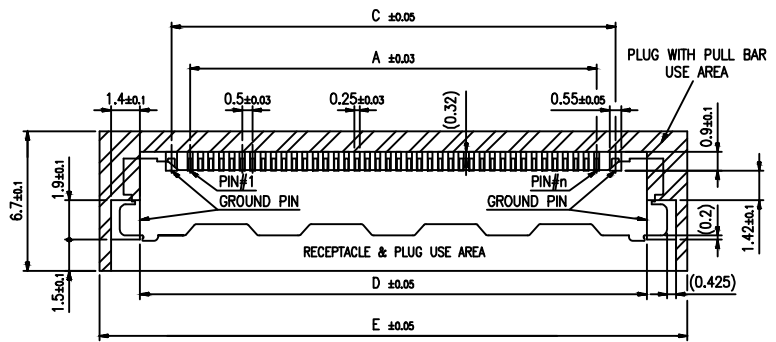 C ±0.05
PLUG WITH PULL BAR
USE AREA
A ±0.03
1.4±0.1
0.5±0.03
0.25±0.03
(0.32)
0.55±0.05
0.9±0.1
PIN#1
PIN#n
GROUND PIN
GROUND PIN
6.7±0.1
1.9±0.1
1.42±0.1
(0.2)
RECEPTACLE & PLUG USE AREA
1.5±0.1
D ±0.05
(0.425)
E ±0.05